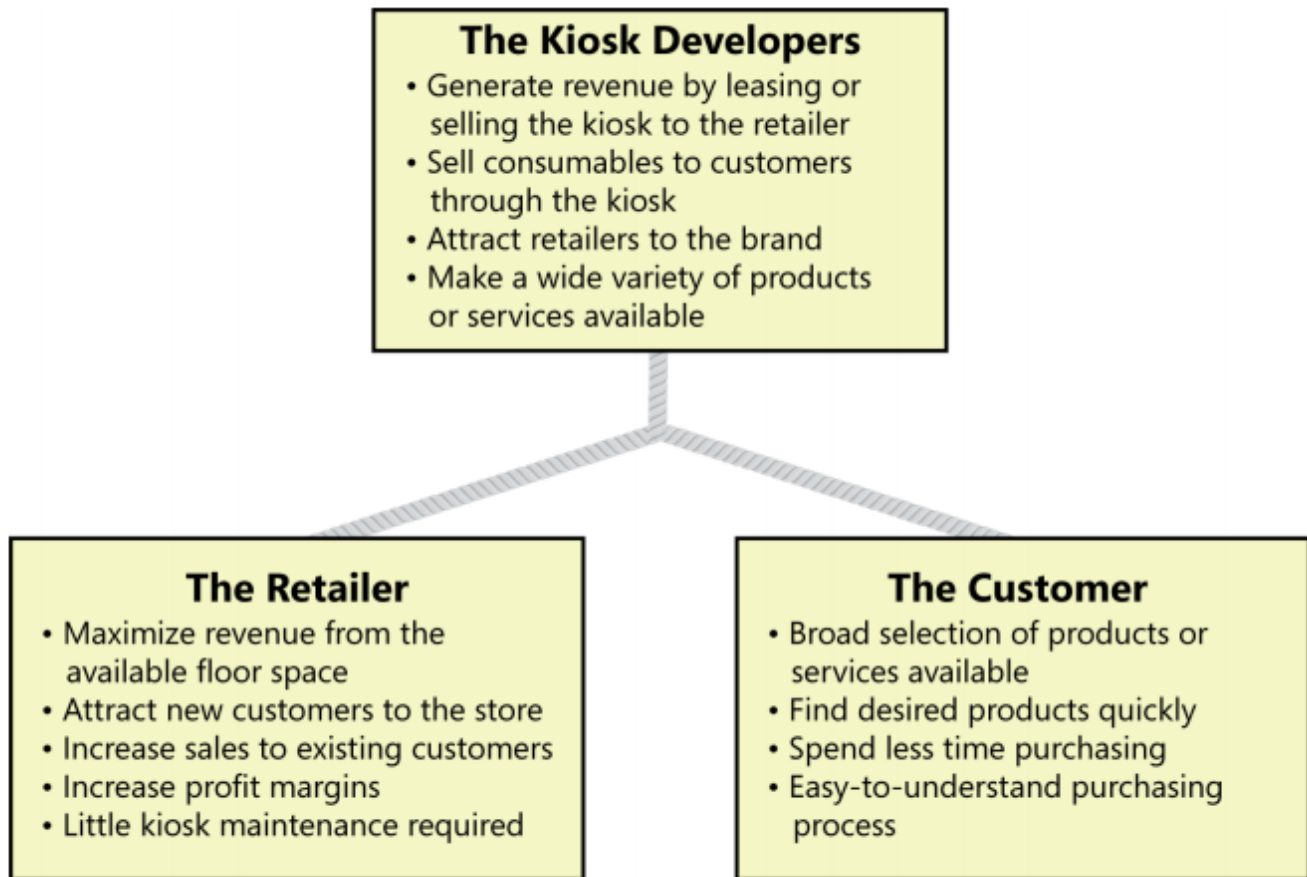 The Kiosk Developers
• Generate revenue by leasing or
selling the kiosk to the retailer
• Sell consumables to customers
through the kiosk
• Attract retailers to the brand
• Make a wide variety of products
or services available
The Retailer
• Maximize revenue from the
available floor space
• Attract new customers to the store
• Increase sales to existing customers
• Increase profit margins
• Little kiosk maintenance required
The Customer
• Broad selection of products or
services available
• Find desired products quickly
• Spend less time purchasing
• Easy-to-understand purchasing
process